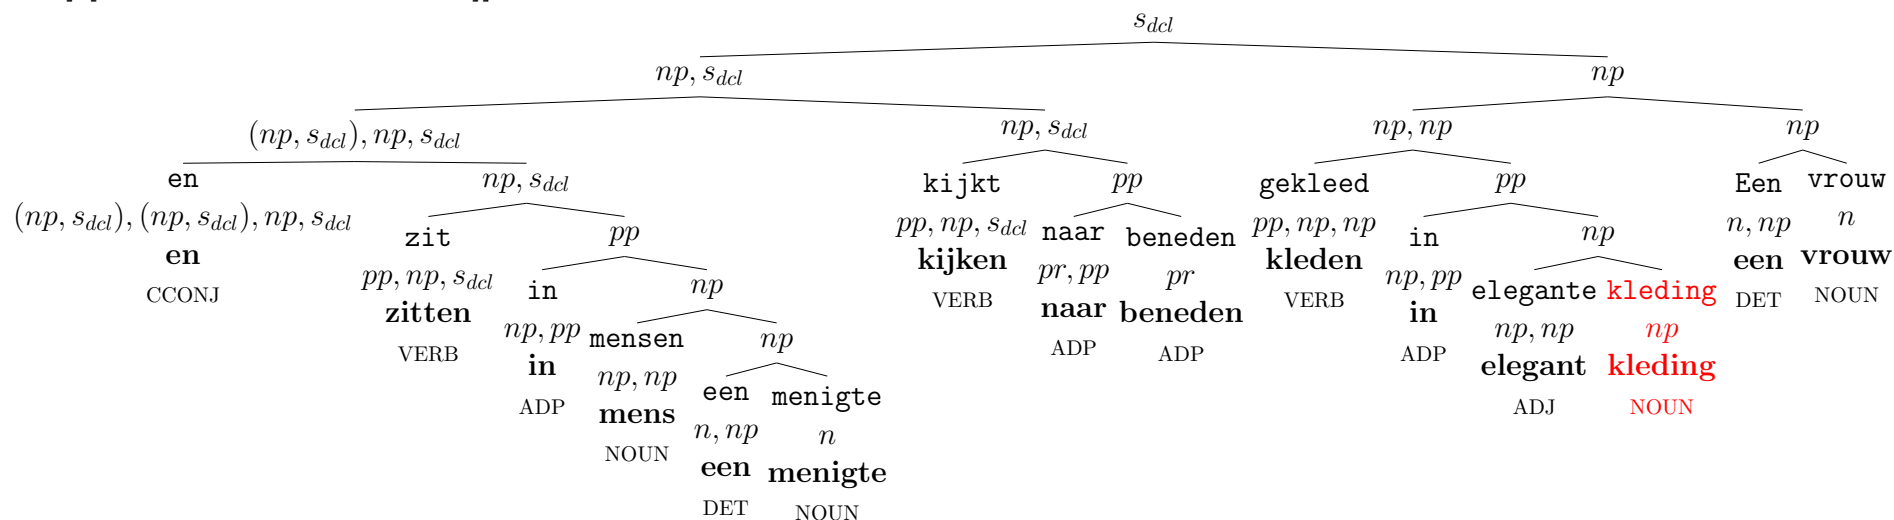 s_dcl
np, s_dcl np
(np, s_dcl), np, s_dcl np, s_dcl np, np np
en np, s_dcl kijkt pp gekleed pp Een vrouw
(np, s_dcl), (np, s_dcl), np, s_dcl zit pp pp, np, s_dcl naar beneden pp, np, np in np n, np n
en pp, np, s_dcl in np kijken pr, pp pr kleden np, pp elegante kleding een vrouw
CCONJ zitten np, pp mensen np VERB naar beneden VERB in np, np np DET NOUN
VERB in np, np een menigte ADP ADP ADP elegant kleding
ADP mens n, np n ADJ NOUN
NOUN een menigte
DET NOUN